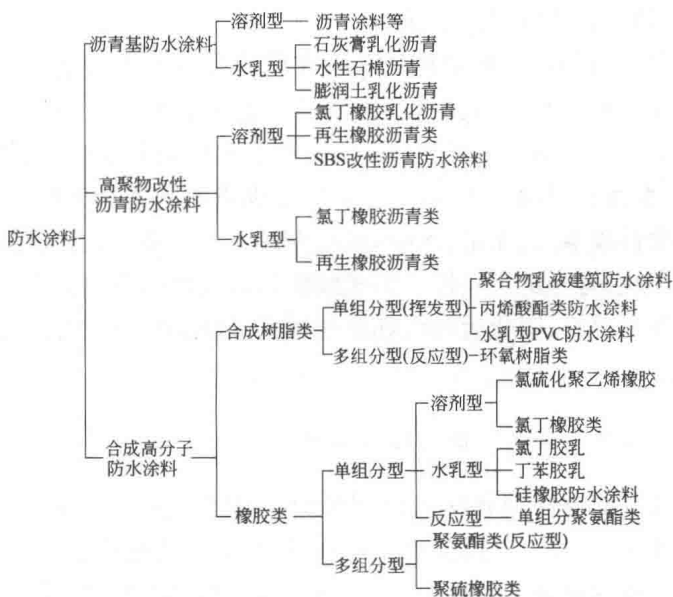 溶剂型
沥青涂料等
沥青基防水涂料
石灰膏乳化沥青
水乳型
水性石棉沥青
膨润土乳化沥青
氯丁橡胶乳化沥青
溶剂型
再生橡胶沥青类
SBS改性沥青防水涂料
高聚物改性
沥青防水涂料
氯丁橡胶沥青类
水乳型
再生橡胶沥青类
防水涂料
聚合物乳液建筑防水涂料
合成树脂类
单组分型(挥发型)
丙烯酸酯类防水涂料
水乳型PVC防水涂料
多组分型(反应型)
环氧树脂类
氯硫化聚乙烯橡胶
溶剂型
氯丁橡胶类
合成高分子
防水涂料
氯丁胶乳
单组分型
水乳型
丁苯胶乳
硅橡胶防水涂料
橡胶类
反应型
单组分聚氨酯类
聚氨酯类(反应型)
多组分型
聚硫橡胶类